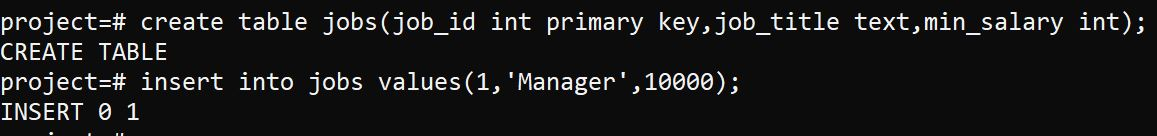 project=# create table jobs(job_id int primary key,job_title text,min_salary int);
CREATE TABLE
project=# insert into jobs values(1,'Manager',10000);
INSERT 0 1